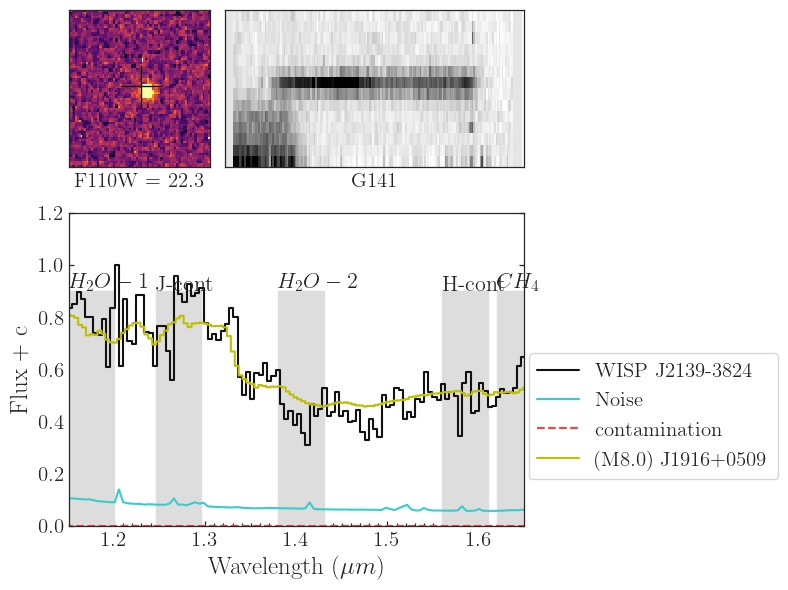 F110W = 22.3
G141
1.2
1.0
0.8
0.6
0.4
0.2
0.0
Flux + c
H₂O − 1
J-cont
H₂O − 2
H-cont
CH₄
WISP J2139-3824
Noise
contamination
(M8.0) J1916+0509
1.2 1.3 1.4 1.5 1.6
Wavelength (μm)